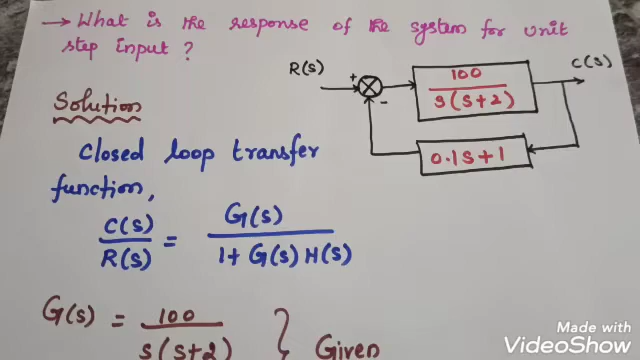 → What is the response of the system for unit
step input ?
R(S)
+
-
100
S(S+2)
C(S)
0.1S+1
Solution
Closed loop transfer
function,
C(S)
R(S)
=
G(S)
1+ G(S) H(S)
G(S) = 100
S(S+2)
} Given
Made with
VideoShow